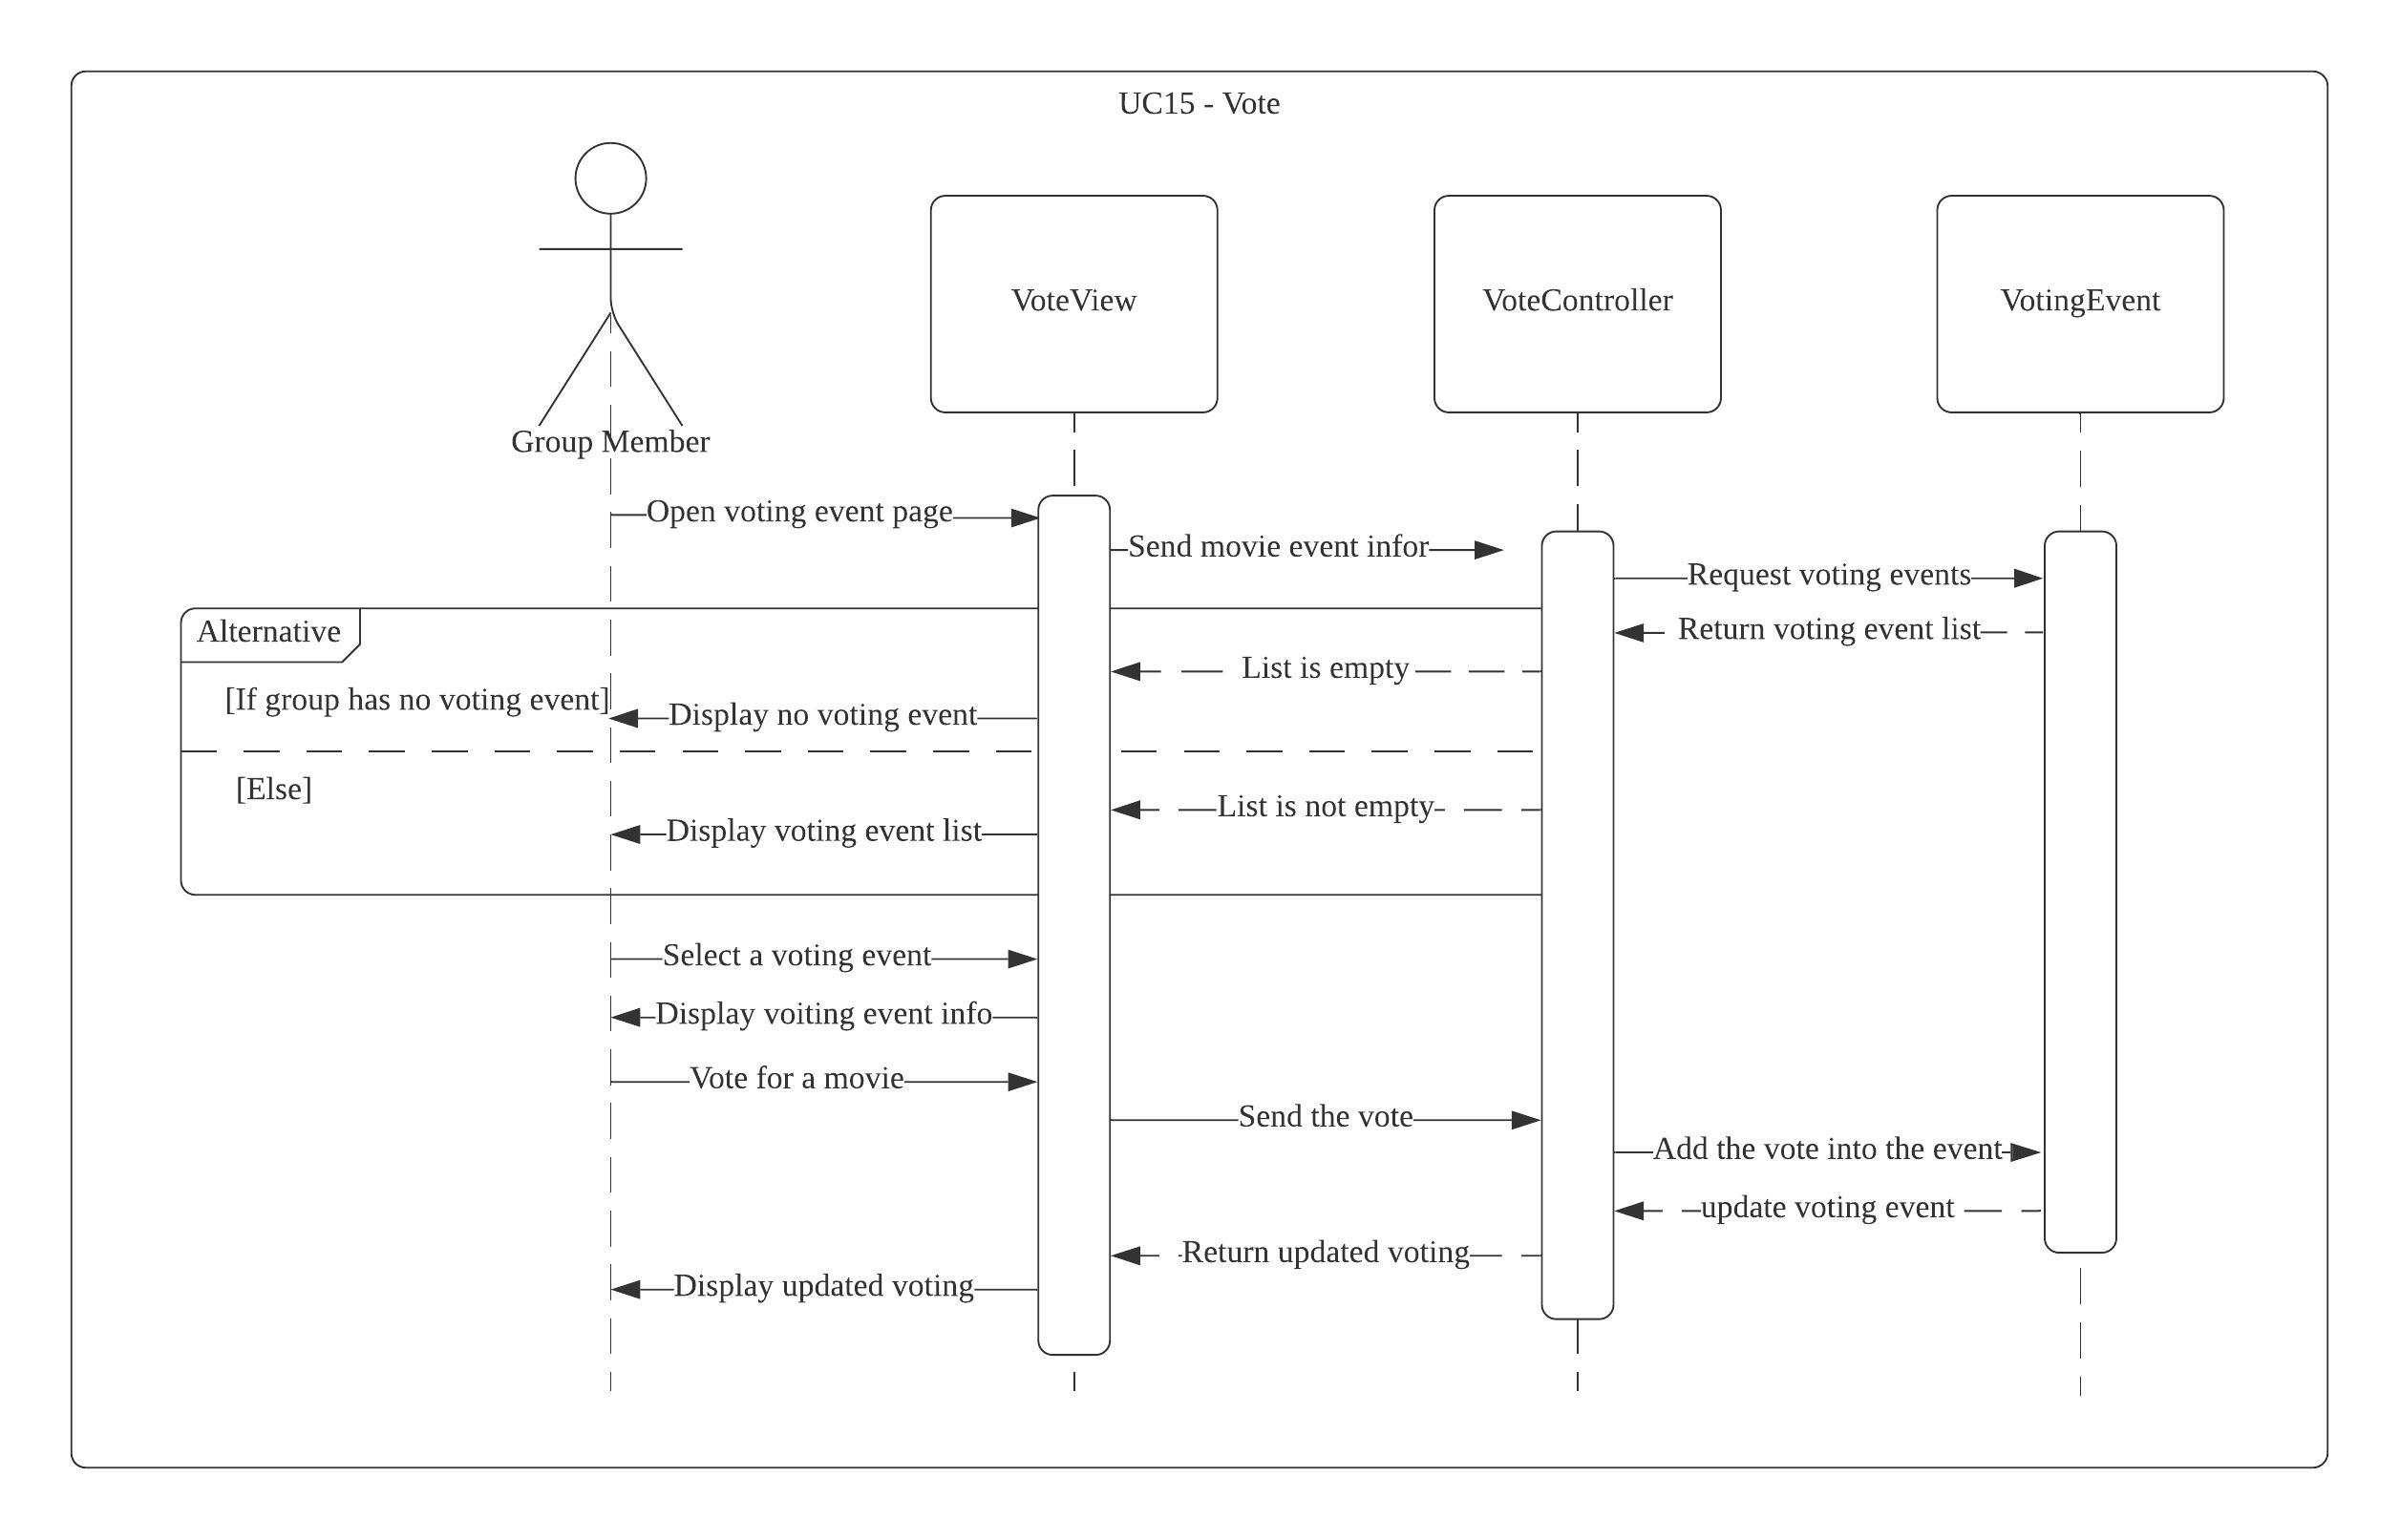 UC15 - Vote
VoteView
VoteController
VotingEvent
Group Member
Open voting event page
Send movie event infor
Request voting events
Alternative
Return voting event list
List is empty
[If group has no voting event]
Display no voting event
[Else]
List is not empty
Display voting event list
Select a voting event
Display voiting event info
Vote for a movie
Send the vote
Add the vote into the event
update voting event
Return updated voting
Display updated voting